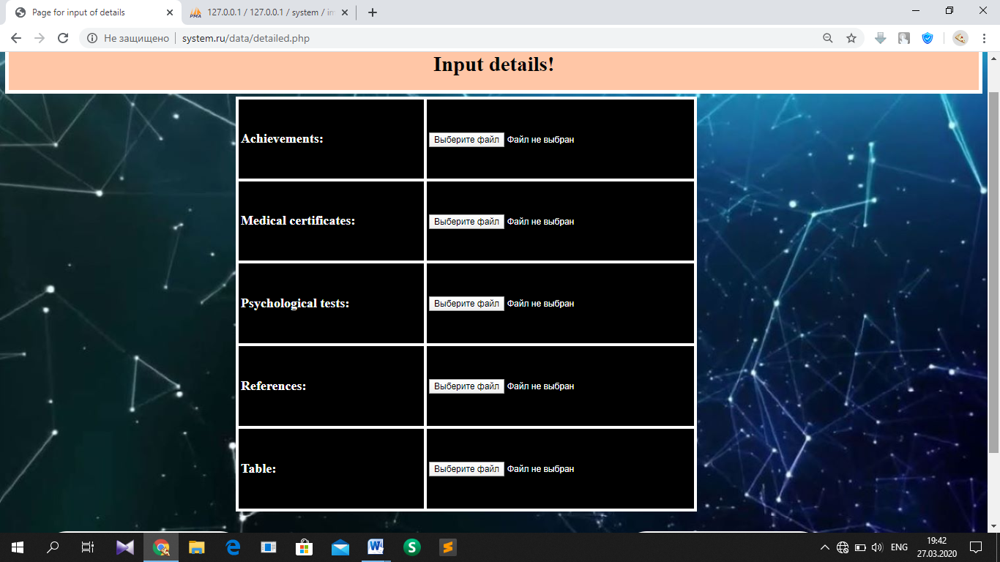 Page for input of details
127.0.0.1 / 127.0.0.1 / system / im
Не защищено
system.ru/data/detailed.php
Input details!
Achievements:
Выберите файл Файл не выбран
Medical certificates:
Выберите файл Файл не выбран
Psychological tests:
Выберите файл Файл не выбран
References:
Выберите файл Файл не выбран
Table:
Выберите файл Файл не выбран
ENG
19:42
27.03.2020